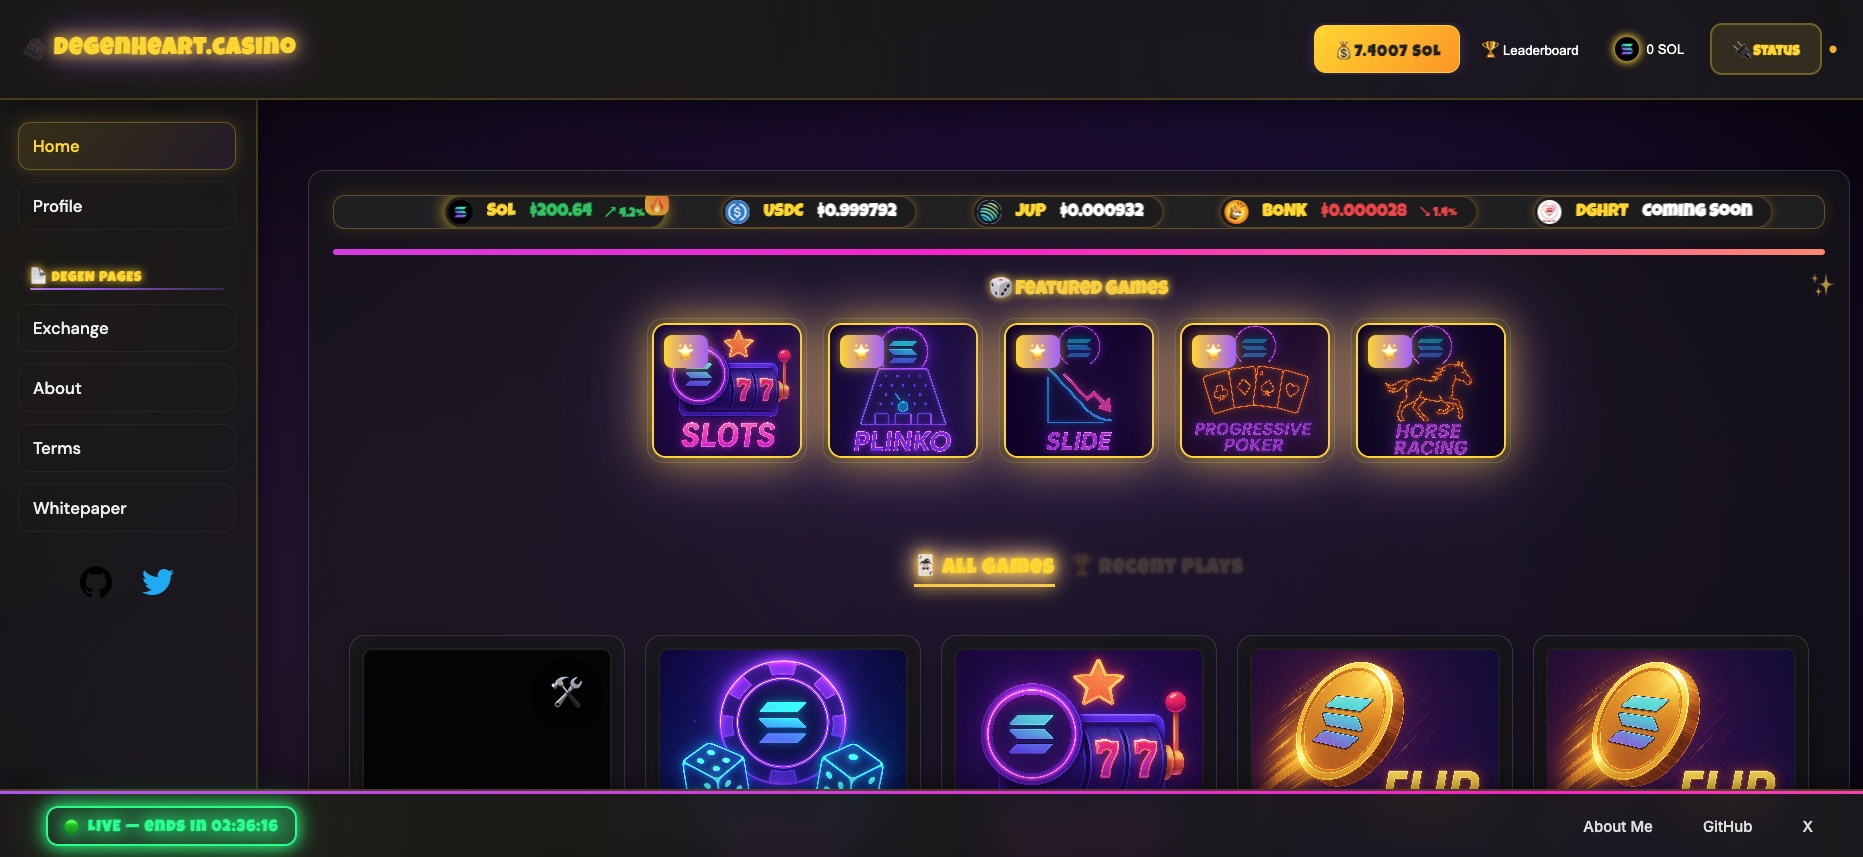 DEGENHEART.CASINO
7.4007 SOL
Leaderboard
0 SOL
STATUS
Home
Profile
DEGEN PAGES
Exchange
About
Terms
Whitepaper
SOL $200.64 ↗ 4.2%
USDC $0.999792
JUP $0.000932
BONK $0.000028 ↘ 1.4%
DGHRT Coming Soon
Featured Games
SLOTS
PLINKO
SLIDE
PROGRESSIVE
POKER
HORSE
RACING
ALL GAMES
RECENT PLAYS
77
FLIP
FLIP
LIVE — ends in 02:36:16
About Me
GitHub
X